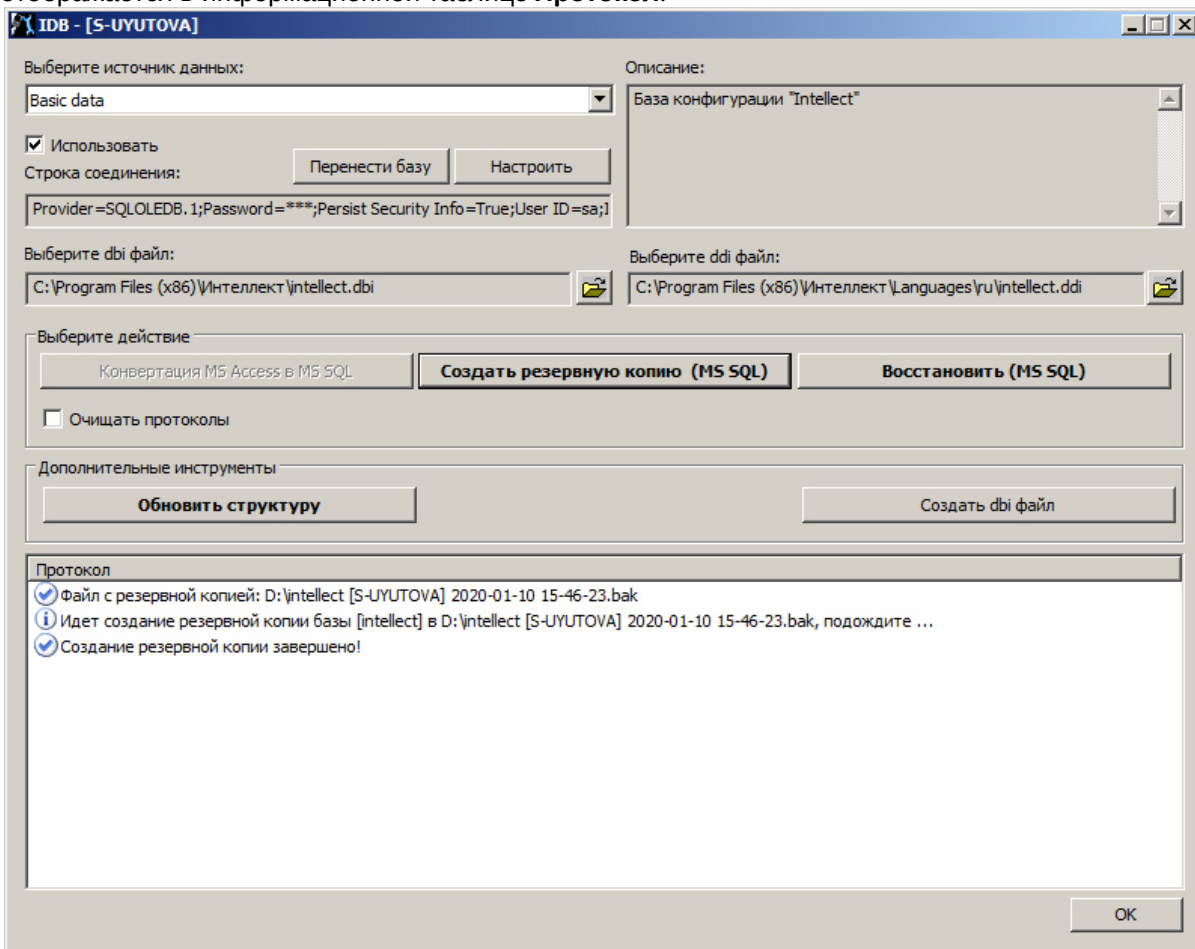 отображается в информационной таблице Протокол.
IDB - [S-UYUTOVA]
Выберите источник данных:
Описание:
Basic data
База конфигурации "Intellect"
Использовать
Строка соединения:
Перенести базу
Настроить
Provider=SQLOLEDB.1;Password=***;Persist Security Info=True;User ID=sa;I
Выберите dbi файл:
Выберите ddi файл:
C:\Program Files (x86)\Интеллект\intellect.dbi
C:\Program Files (x86)\Интеллект\Languages\ru\intellect.ddi
Выберите действие
Конвертация MS Access в MS SQL
Создать резервную копию (MS SQL)
Восстановить (MS SQL)
Очищать протоколы
Дополнительные инструменты
Обновить структуру
Создать dbi файл
Протокол
Файл с резервной копией: D:\intellect [S-UYUTOVA] 2020-01-10 15-46-23.bak
Идет создание резервной копии базы [intellect] в D:\intellect [S-UYUTOVA] 2020-01-10 15-46-23.bak, подождите ...
Создание резервной копии завершено!
OK